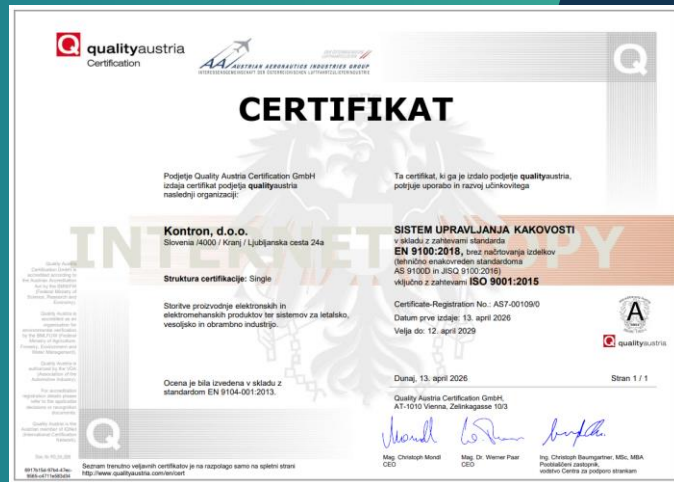 qualityaustria
Certification
AUSTRIAN AERONAUTICS INDUSTRIES GROUP
CERTIFIKAT
Podjetje Quality Austria Certification GmbH
izdaja certifikat podjetja qualityaustria
naslednji organizaciji:
Kontron, d.o.o.
Slovenia /4000 / Kranj / Ljubljanska cesta 24a
Struktura certifikacije: Single
Storitve proizvodnje elektronskih in
elektromehanskih produktov ter sistemov za letalsko,
vesoljsko in obrambno industrijo.
Ocena je bila izvedena v skladu z
standardom EN 9104-001:2013.
Ta certifikat, ki ga je izdalo podjetje qualityaustria,
potrjuje uporabo in razvoj učinkovitega
SISTEM UPRAVLJANJA KAKOVOSTI
v skladu z zahtevami standarda
EN 9100:2018, brez načrtovanja izdelkov
(tehnično enakovreden standardoma
AS 9100D in JISQ 9100:2016)
vključno z zahtevami ISO 9001:2015
Certificate-Registration No.: AS7-00109/0
Datum prve izdaje: 13. april 2026
Velja do: 12. april 2029
qualityaustria
INTERNET COPY
Dunaj, 13. april 2026
Stran 1 / 1
Quality Austria Certification GmbH,
AT-1010 Vienna, Zelinkagasse 10/3
Mag. Christoph Mondl
CEO
Mag. Dr. Werner Paar
CEO
Ing. Christoph Baumgartner, MSc, MBA
Pooblaščeni zastopnik,
vodstvo Centra za podporo strankam
Seznam trenutno veljavnih certifikatov je na razpolago samo na spletni strani
http://www.qualityaustria.com/en/cert